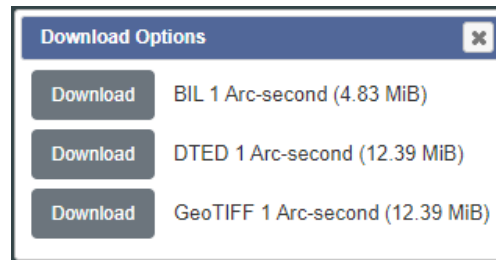 Download Options
Download BIL 1 Arc-second (4.83 MiB)
Download DTED 1 Arc-second (12.39 MiB)
Download GeoTIFF 1 Arc-second (12.39 MiB)